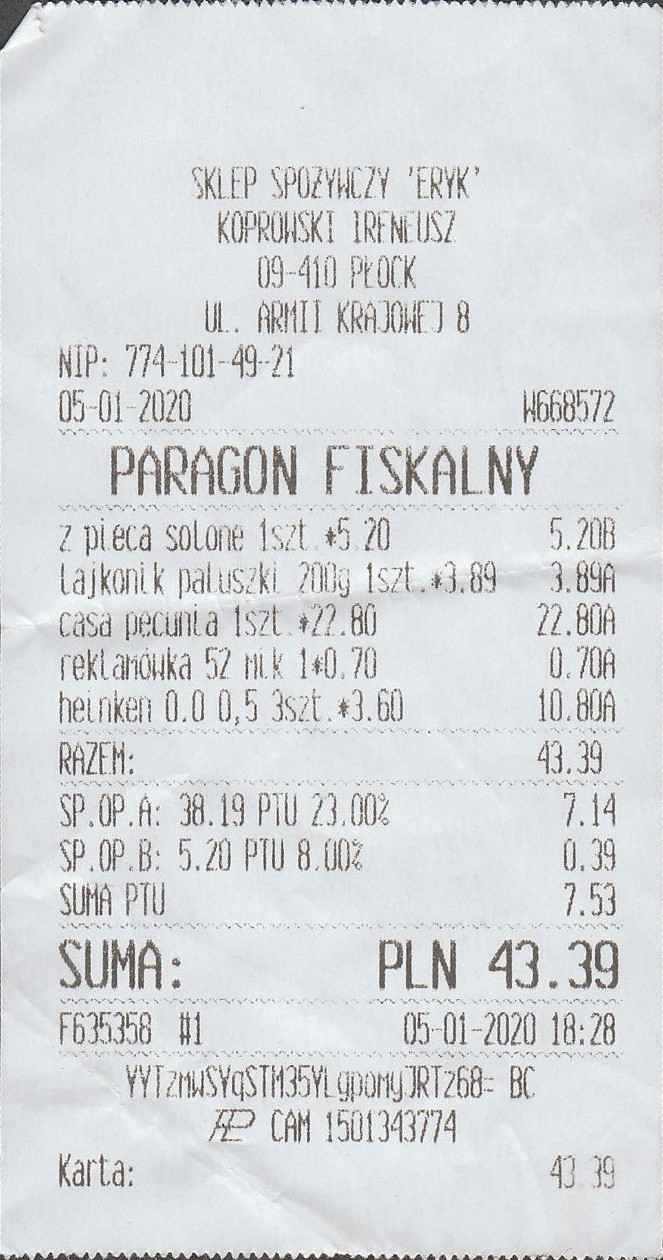 SKLEP SPOŻYWCZY 'ERYK'
KOPROWSKI IRENEUSZ
09-410 PŁOCK
UL. ARMII KRAJOWEJ 8
NIP: 774-101-49-21
05-01-2020 W668572
PARAGON FISKALNY
z pieca solone 1szt.*5.20 5.20B
lajkonik paluszki 200g 1szt.*3.89 3.89A
casa pecunia 1szt.*22.80 22.80A
reklamówka 52 mik 1*0.70 0.70A
heinken 0.0 0,5 3szt.*3.60 10.80A
RAZEM: 43.39
SP.OP.A: 38.19 PTU 23.00% 7.14
SP.OP.B: 5.20 PTU 8.00% 0.39
SUMA PTU 7.53
SUMA: PLN 43.39
F635358 #1 05-01-2020 18:28
BC
CAM 1501343774
Karta: 43.39